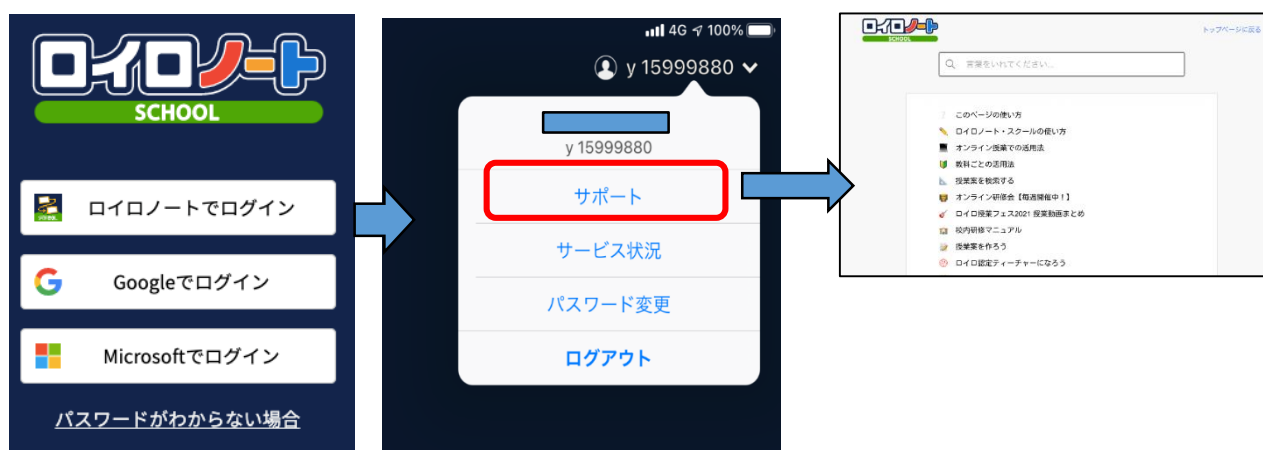 ロイロノート
SCHOOL
ロイロノートでログイン
Googleでログイン
Microsoftでログイン
パスワードがわからない場合
4G 100%
y 15999880
y 15999880
サポート
サービス状況
パスワード変更
ログアウト
ロイロノート
SCHOOL
トップページに戻る
言葉をいれてください...
このページの使い方
ロイロノート・スクールの使い方
オンライン授業での活用法
教科ごとの活用法
授業案を検索する
オンライン研修会【毎週開催中!】
ロイロ授業フェス2021 授業動画まとめ
校内研修マニュアル
授業案を作ろう
ロイロ認定ティーチャーになろう